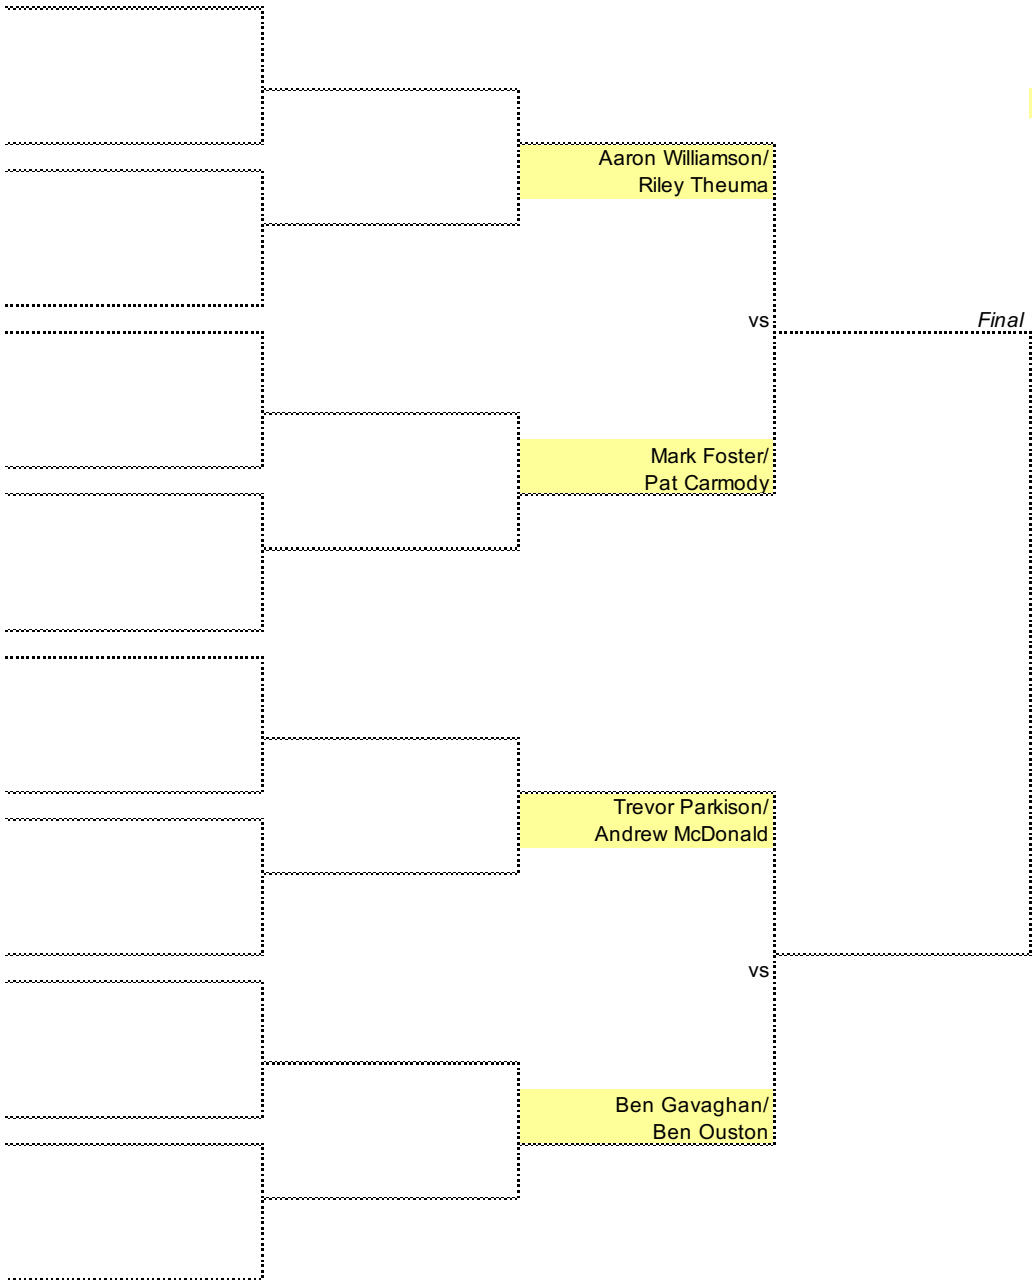 Aaron Williamson/
Riley Theuma
vs
Final
Mark Foster/
Pat Carmody
Trevor Parkison/
Andrew McDonald
vs
Ben Gavaghan/
Ben Ouston